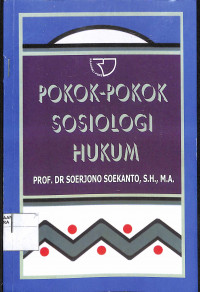 POKOK-POKOK
SOSIOLOGI
HUKUM
PROF. DR SOERJONO SOEKANTO, S.H., M.A.